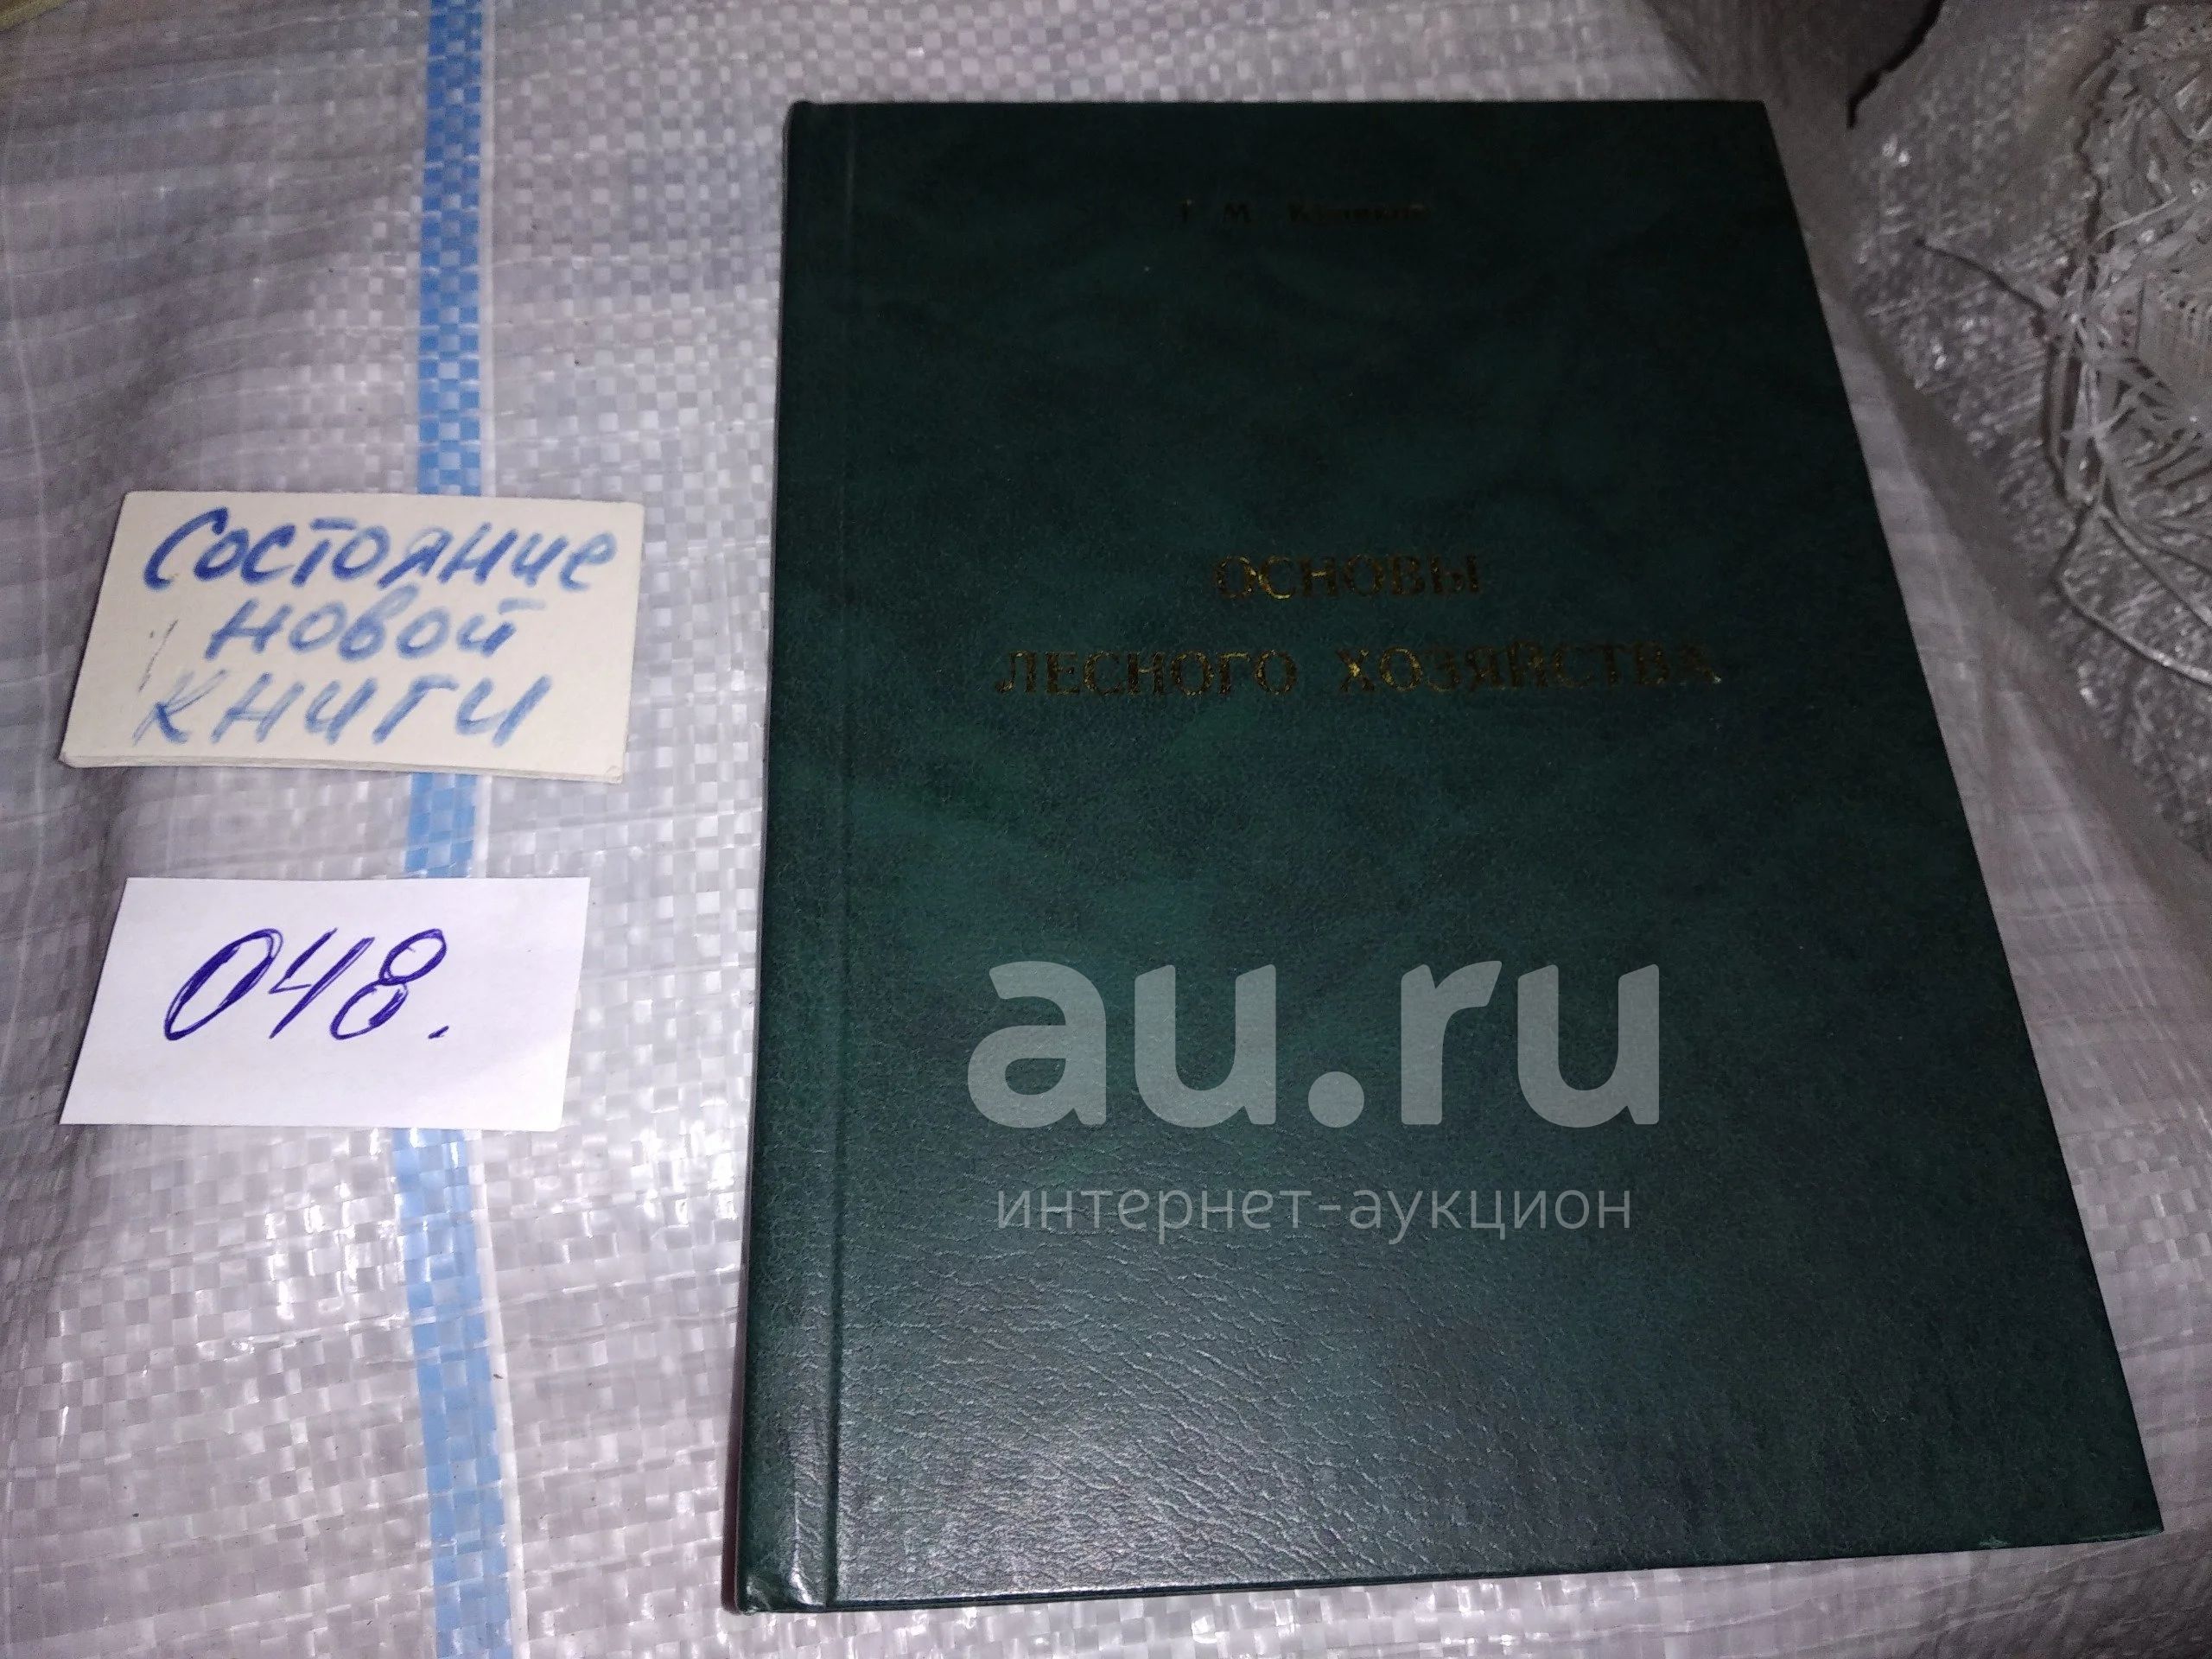 Г. М.
ОСНОВЫ
ЛЕСНОГО ХОЗЯЙСТВА
Состояние
новой
книги
048.
au.ru
интернет-аукцион